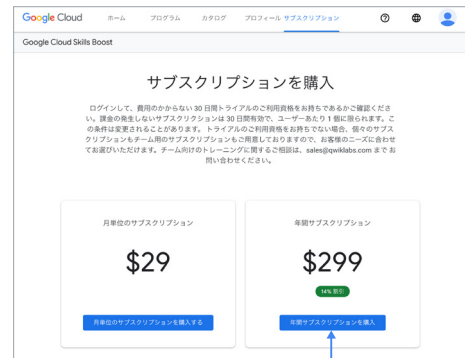 Google Cloud
ホーム
プログラム
カタログ
プロフィール
サブスクリプション
Google Cloud Skills Boost
サブスクリプションを購入
ログインして、費用のかからない 30 日間トライアルのご利用資格をお持ちであるかご確認くださ
い。課金の発生しないサブスクリクションは 30 日間有効で、ユーザーあたり 1 個に限られます。こ
の条件は変更されることがあります。 トライアルのご利用資格をお持ちでない場合、個々のサブス
クリプションもチーム用のサブスクリプションもご用意しておりますので、お客様のニーズに合わせ
てお選びいただけます。チーム向けのトレーニングに関するご相談は、sales@qwiklabs.com まで お
問い合わせください。
月単位のサブスクリプション
$29
月単位のサブスクリプションを購入する
年間サブスクリプション
$299
14% 割引
年間サブスクリプションを購入